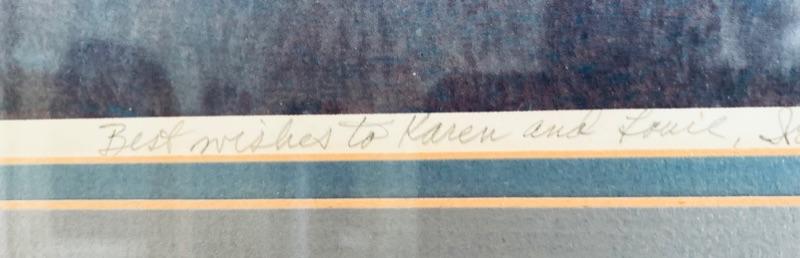 Best wishes to Karen and Louie,